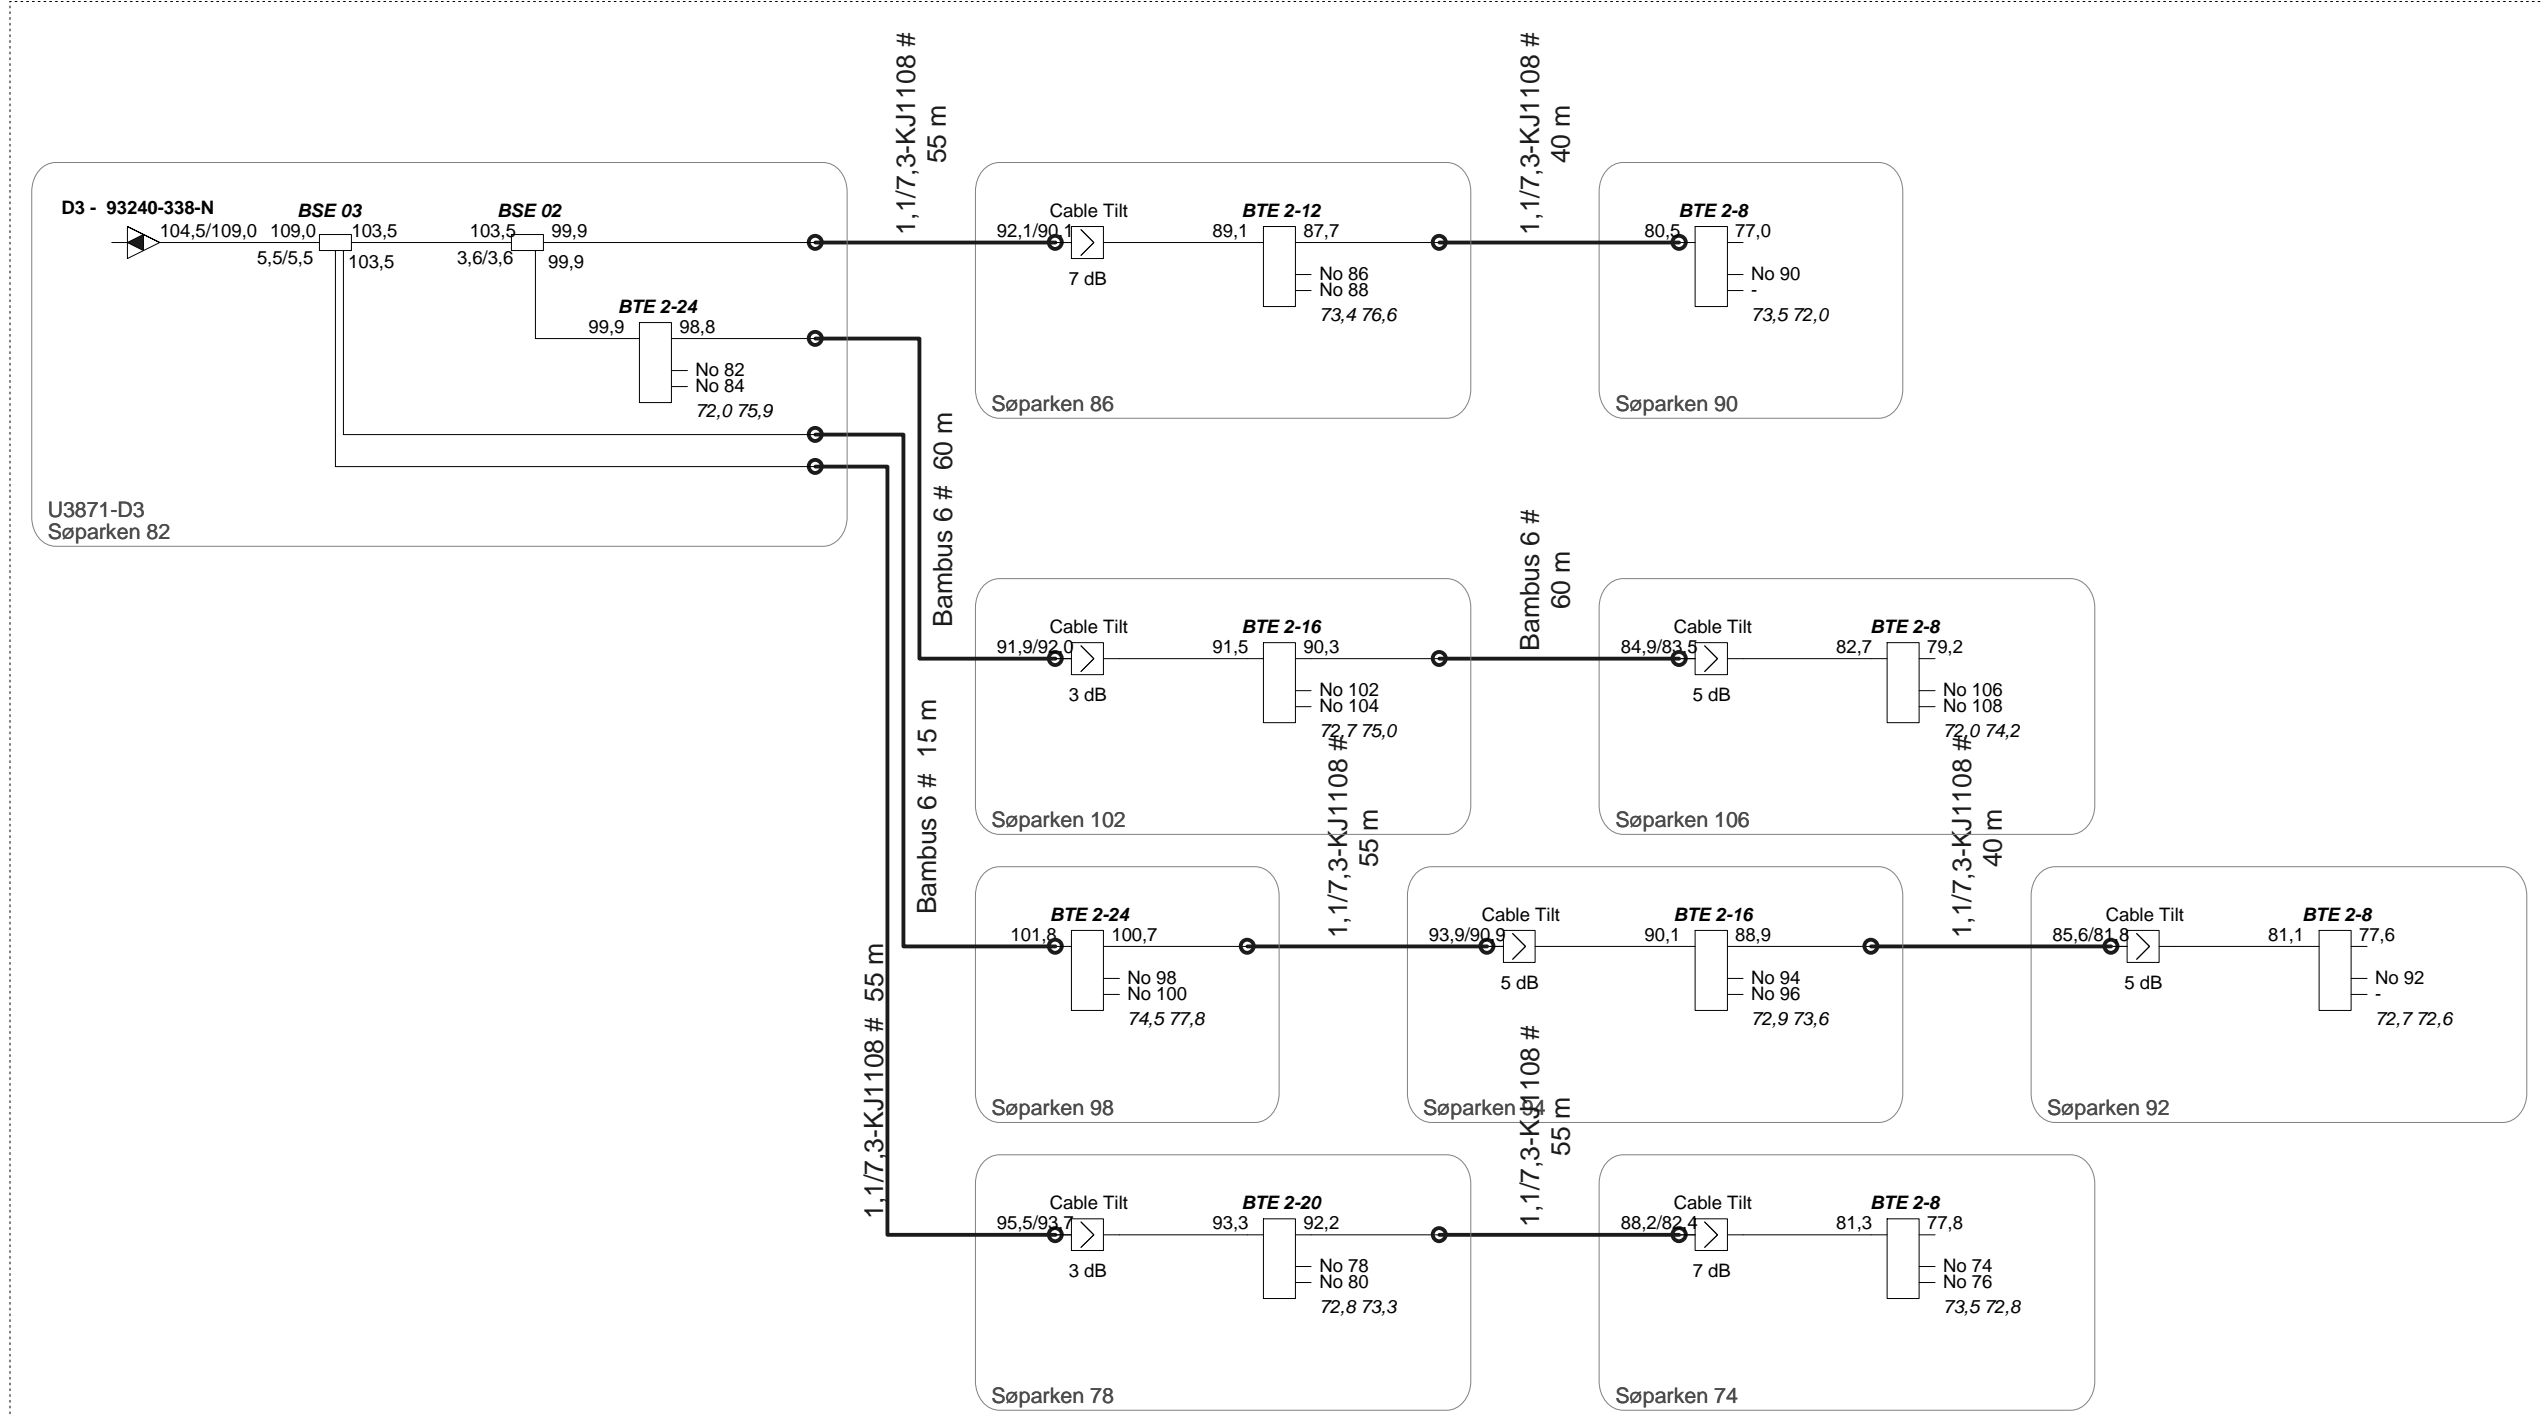 1,1/7,3-KJ1108 #
55 m
1,1/7,3-KJ1108 #
40 m
D3 - 93240-338-N
104,5/109,0
BSE 03
109,0 103,5
5,5/5,5 103,5
BSE 02
103,5 99,9
3,6/3,6 99,9
BTE 2-24
99,9 98,8
No 82
No 84
72,0 75,9
U3871-D3
Søparken 82
Cable Tilt
92,1/90,1
7 dB
BTE 2-12
89,1 87,7
No 86
No 88
73,4 76,6
Søparken 86
BTE 2-8
80,5 77,0
No 90
-
73,5 72,0
Søparken 90
Bambus 6 # 60 m
Bambus 6 #
60 m
Cable Tilt
91,9/92,0
3 dB
BTE 2-16
91,5 90,3
No 102
No 104
72,7 75,0
Søparken 102
Cable Tilt
84,9/83,5
5 dB
BTE 2-8
82,7 79,2
No 106
No 108
72,0 74,2
Søparken 106
Bambus 6 # 15 m
1,1/7,3-KJ1108 #
55 m
1,1/7,3-KJ1108 #
40 m
BTE 2-24
101,8 100,7
No 98
No 100
74,5 77,8
Søparken 98
Cable Tilt
93,9/90,9
5 dB
BTE 2-16
90,1 88,9
No 94
No 96
72,9 73,6
Søparken 94
Cable Tilt
85,6/81,8
5 dB
BTE 2-8
81,1 77,6
No 92
-
72,7 72,6
Søparken 92
1,1/7,3-KJ1108 # 55 m
1,1/7,3-KJ1108 #
55 m
Cable Tilt
95,5/93,7
3 dB
BTE 2-20
93,3 92,2
No 78
No 80
72,8 73,3
Søparken 78
Cable Tilt
88,2/82,4
7 dB
BTE 2-8
81,3 77,8
No 74
No 76
73,5 72,8
Søparken 74